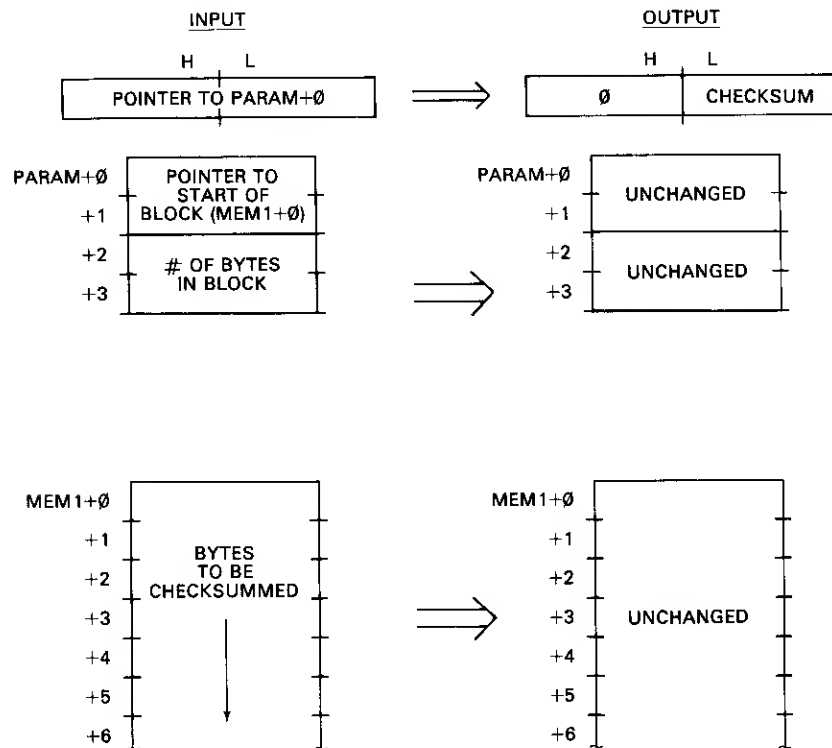 INPUT
OUTPUT
H L
H L
POINTER TO PARAM+Ø
Ø
CHECKSUM
PARAM+Ø
+1
+2
+3
POINTER TO
START OF
BLOCK (MEM1+Ø)
# OF BYTES
IN BLOCK
PARAM+Ø
+1
+2
+3
UNCHANGED
UNCHANGED
MEM1+Ø
+1
+2
+3
+4
+5
+6
BYTES
TO BE
CHECKSUMMED
MEM1+Ø
+1
+2
+3
+4
+5
+6
UNCHANGED